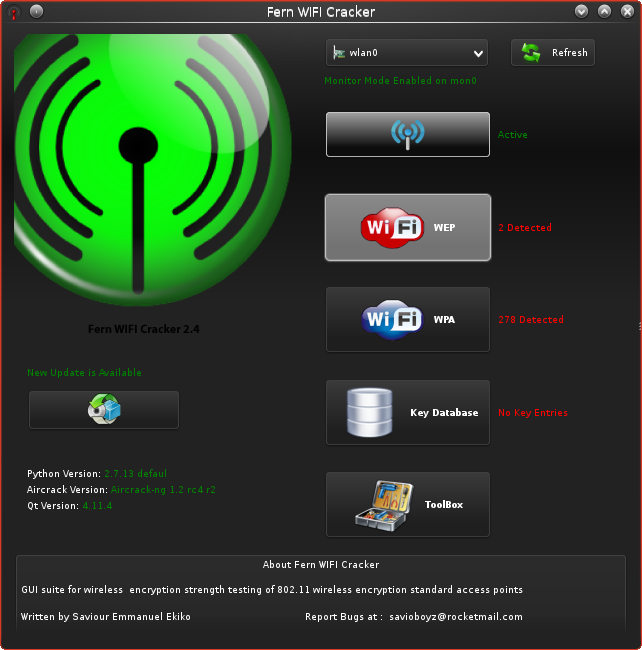 Fern WIFI Cracker
wlan0
Refresh
Monitor Mode Enabled on mon0
Active
WiFi WEP
2 Detected
WiFi WPA
278 Detected
Fern WIFI Cracker 2.4
New Update is Available
Key Database
No Key Entries
Python Version: 2.7.13 defaul
Aircrack Version: Aircrack-ng 1.2 rc4 r2
Qt Version: 4.11.4
ToolBox
About Fern WIFI Cracker
GUI suite for wireless encryption strength testing of 802.11 wireless encryption standard access points
Written by Saviour Emmanuel Ekiko
Report Bugs at : savioboyz@rocketmail.com